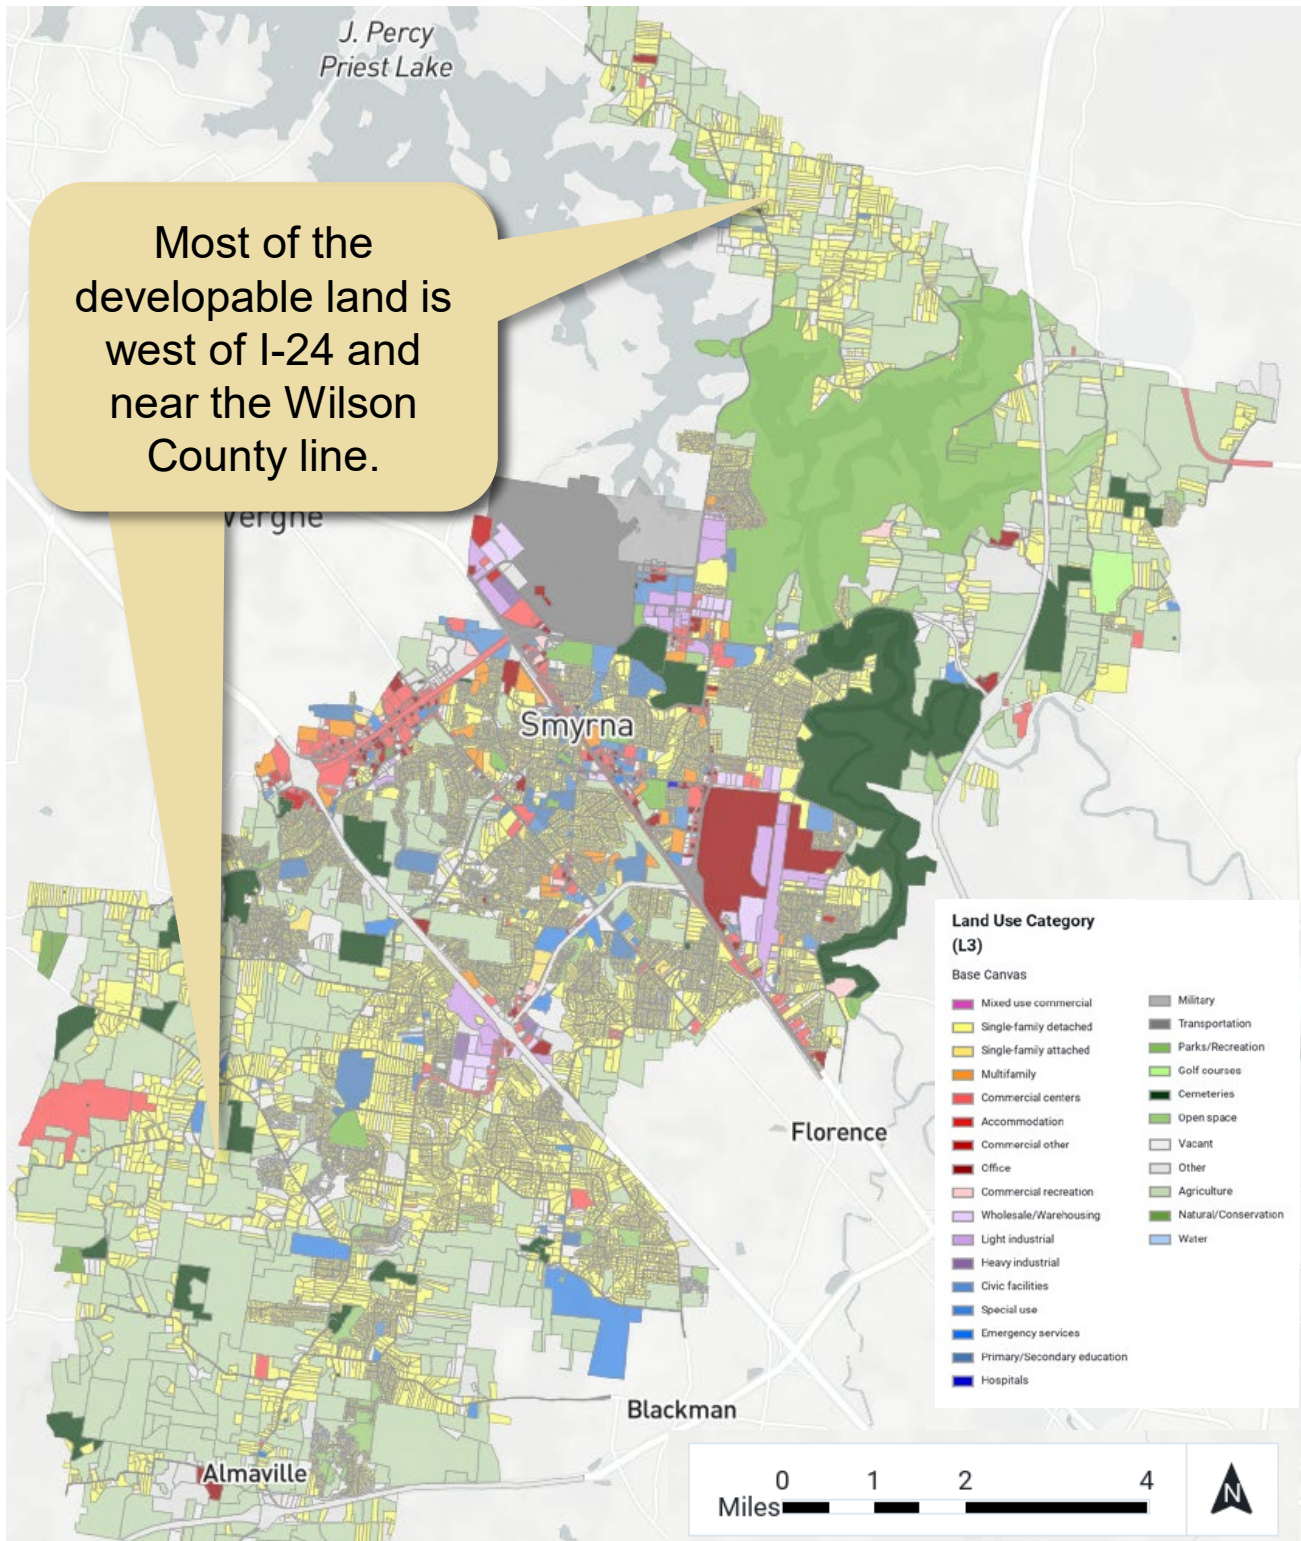 J. Percy
Priest Lake
Most of the
developable land is
west of I-24 and
near the Wilson
County line.
Vergne
Smyrna
Florence
Blackman
Almaville
Land Use Category
(L3)
Base Canvas
Mixed use commercial
Single-family detached
Single-family attached
Multifamily
Commercial centers
Accommodation
Commercial other
Office
Commercial recreation
Wholesale/Warehousing
Light industrial
Heavy industrial
Civic facilities
Special use
Emergency services
Primary/Secondary education
Hospitals
Military
Transportation
Parks/Recreation
Golf courses
Cemeteries
Open space
Vacant
Other
Agriculture
Natural/Conservation
Water
0 1 2 4
Miles
N